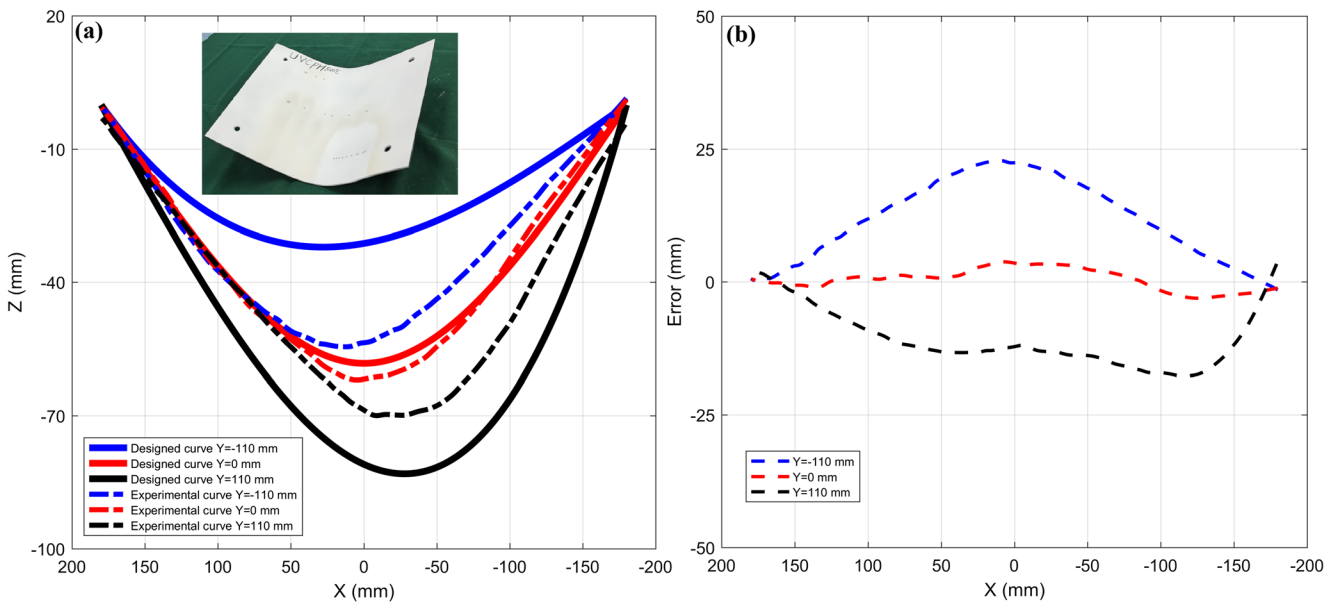 (a)
20
-10
-40
-70
-100
200
150
100
50
0
-50
-100
-150
-200
X (mm)
Z (mm)
Designed curve Y=-110 mm
Designed curve Y=0 mm
Designed curve Y=110 mm
Experimental curve Y=-110 mm
Experimental curve Y=0 mm
Experimental curve Y=110 mm
(b)
50
25
0
-25
-50
200
150
100
50
0
-50
-100
-150
-200
X (mm)
Error (mm)
Y=-110 mm
Y=0 mm
Y=110 mm